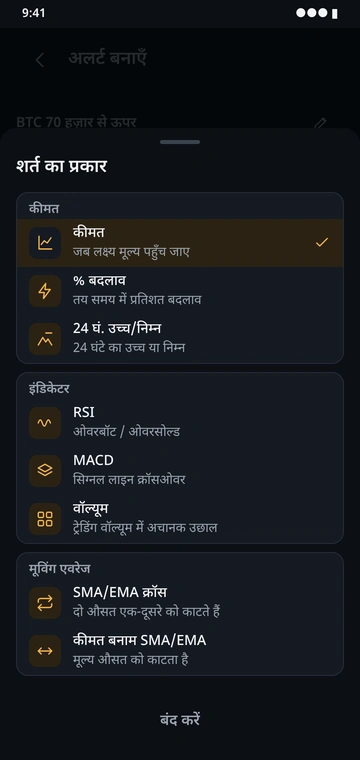 9:41
अलर्ट बनाएँ
BTC 70 हज़ार से ऊपर
शर्त का प्रकार
कीमत
कीमत
जब लक्ष्य मूल्य पहुँच जाए
% बदलाव
तय समय में प्रतिशत बदलाव
24 घं. उच्च/निम्न
24 घंटे का उच्च या निम्न
इंडिकेटर
RSI
ओवरबॉट / ओवरसोल्ड
MACD
सिग्नल लाइन क्रॉसओवर
वॉल्यूम
ट्रेडिंग वॉल्यूम में अचानक उछाल
मूविंग एवरेज
SMA/EMA क्रॉस
दो औसत एक-दूसरे को काटते हैं
कीमत बनाम SMA/EMA
मूल्य औसत को काटता है
बंद करें